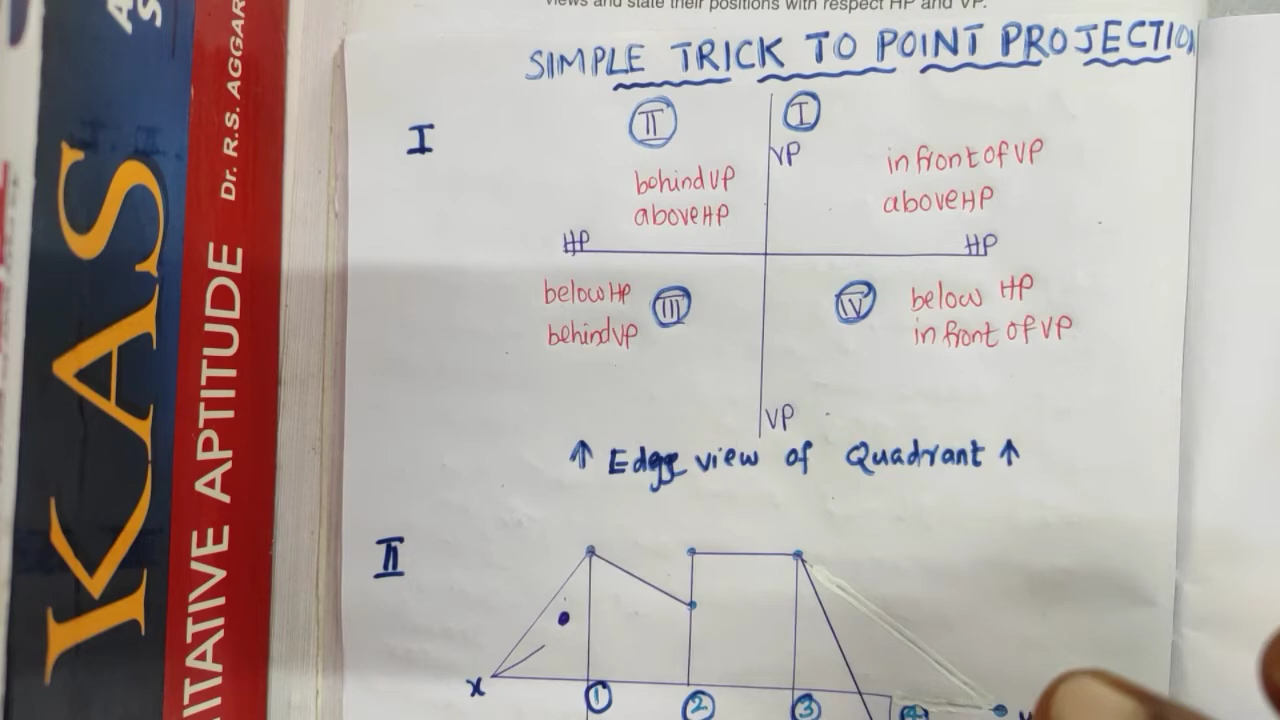 views and state their positions with respect HP and VP.
SIMPLE TRICK TO POINT PROJECTION
I
II
I
VP
behind VP
above HP
in front of VP
above HP
HP
HP
below HP
behind VP
III
IV
below HP
in front of VP
VP
↑ Edge view of Quadrant ↑
II
X
1
2
3
4
KAS
ITATIVE APTITUDE Dr. R.S. AGGAR